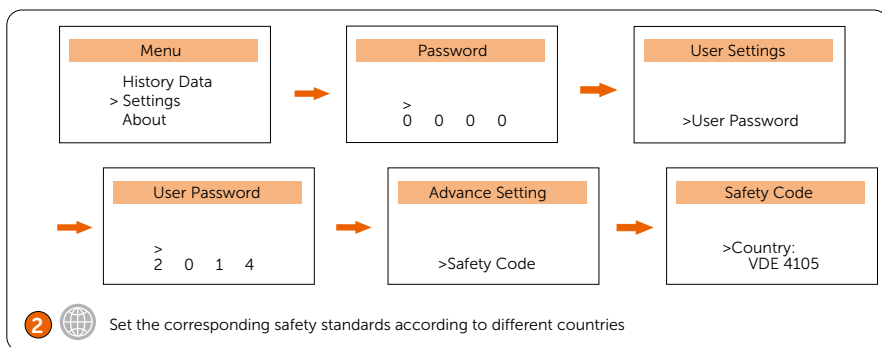 Menu
History Data
> Settings
About
Password
>
0 0 0 0
User Settings
>User Password
User Password
>
2 0 1 4
Advance Setting
>Safety Code
Safety Code
>Country:
VDE 4105
2 Set the corresponding safety standards according to different countries